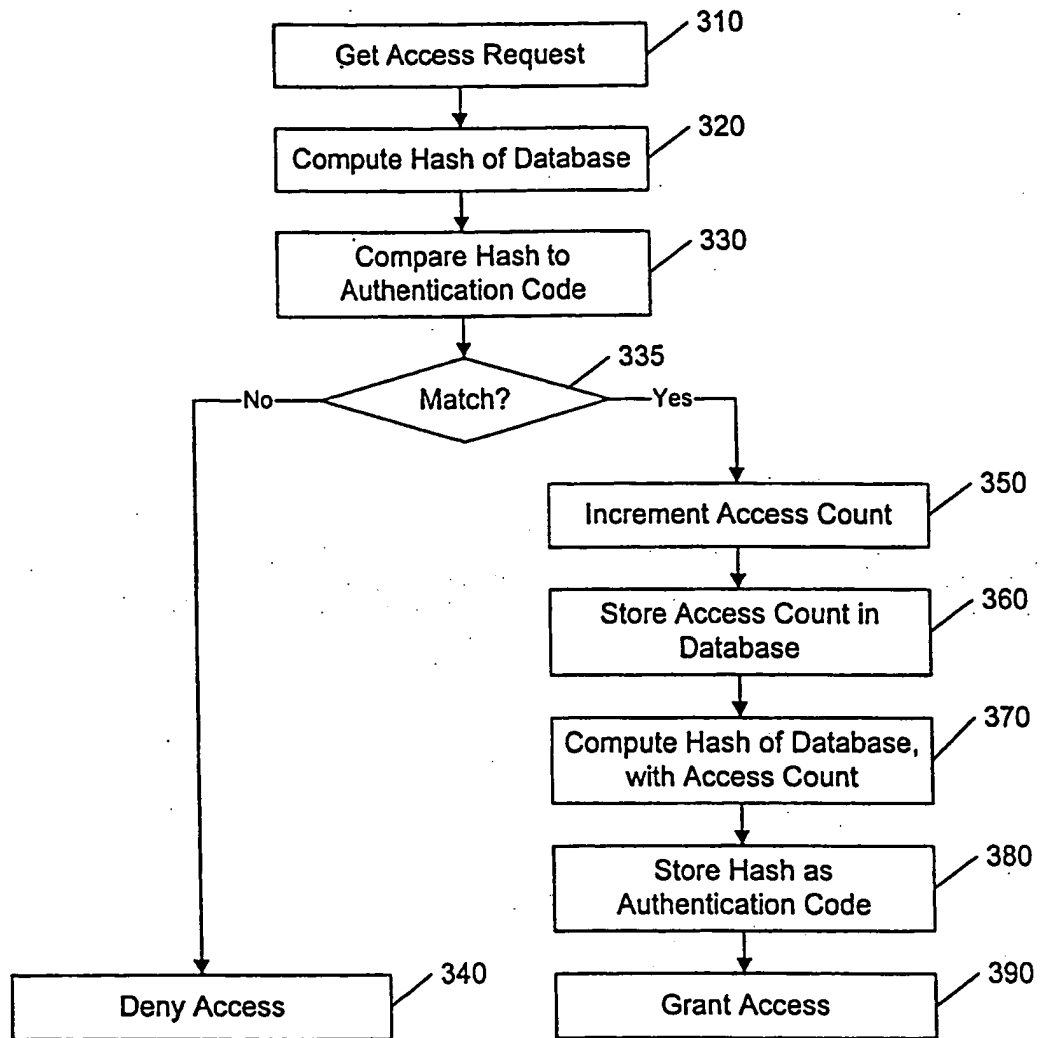 Get Access Request
310
Compute Hash of Database
320
Compare Hash to
Authentication Code
330
Match?
335
No
Yes
Increment Access Count
350
Store Access Count in
Database
360
Compute Hash of Database,
with Access Count
370
Store Hash as
Authentication Code
380
Deny Access
340
Grant Access
390